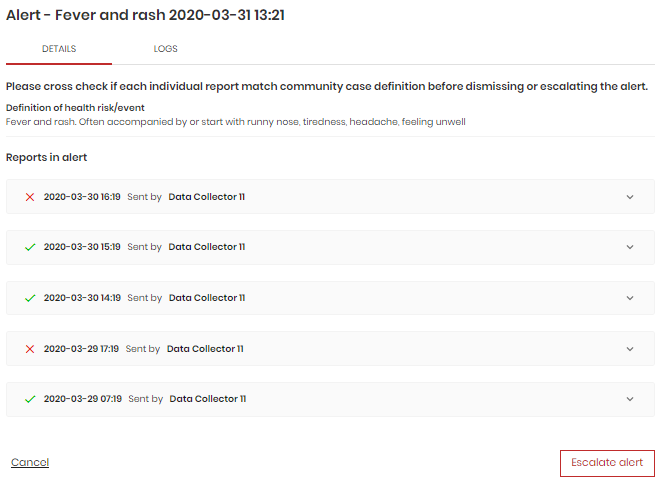 Alert - Fever and rash 2020-03-31 13:21
DETAILS LOGS
Please cross check if each individual report match community case definition before dismissing or escalating the alert.
Definition of health risk/event
Fever and rash. Often accompanied by or start with runny nose, tiredness, headache, feeling unwell
Reports in alert
2020-03-30 16:19 Sent by Data Collector 11
2020-03-30 15:19 Sent by Data Collector 11
2020-03-30 14:19 Sent by Data Collector 11
2020-03-29 17:19 Sent by Data Collector 11
2020-03-29 07:19 Sent by Data Collector 11
Cancel Escalate alert